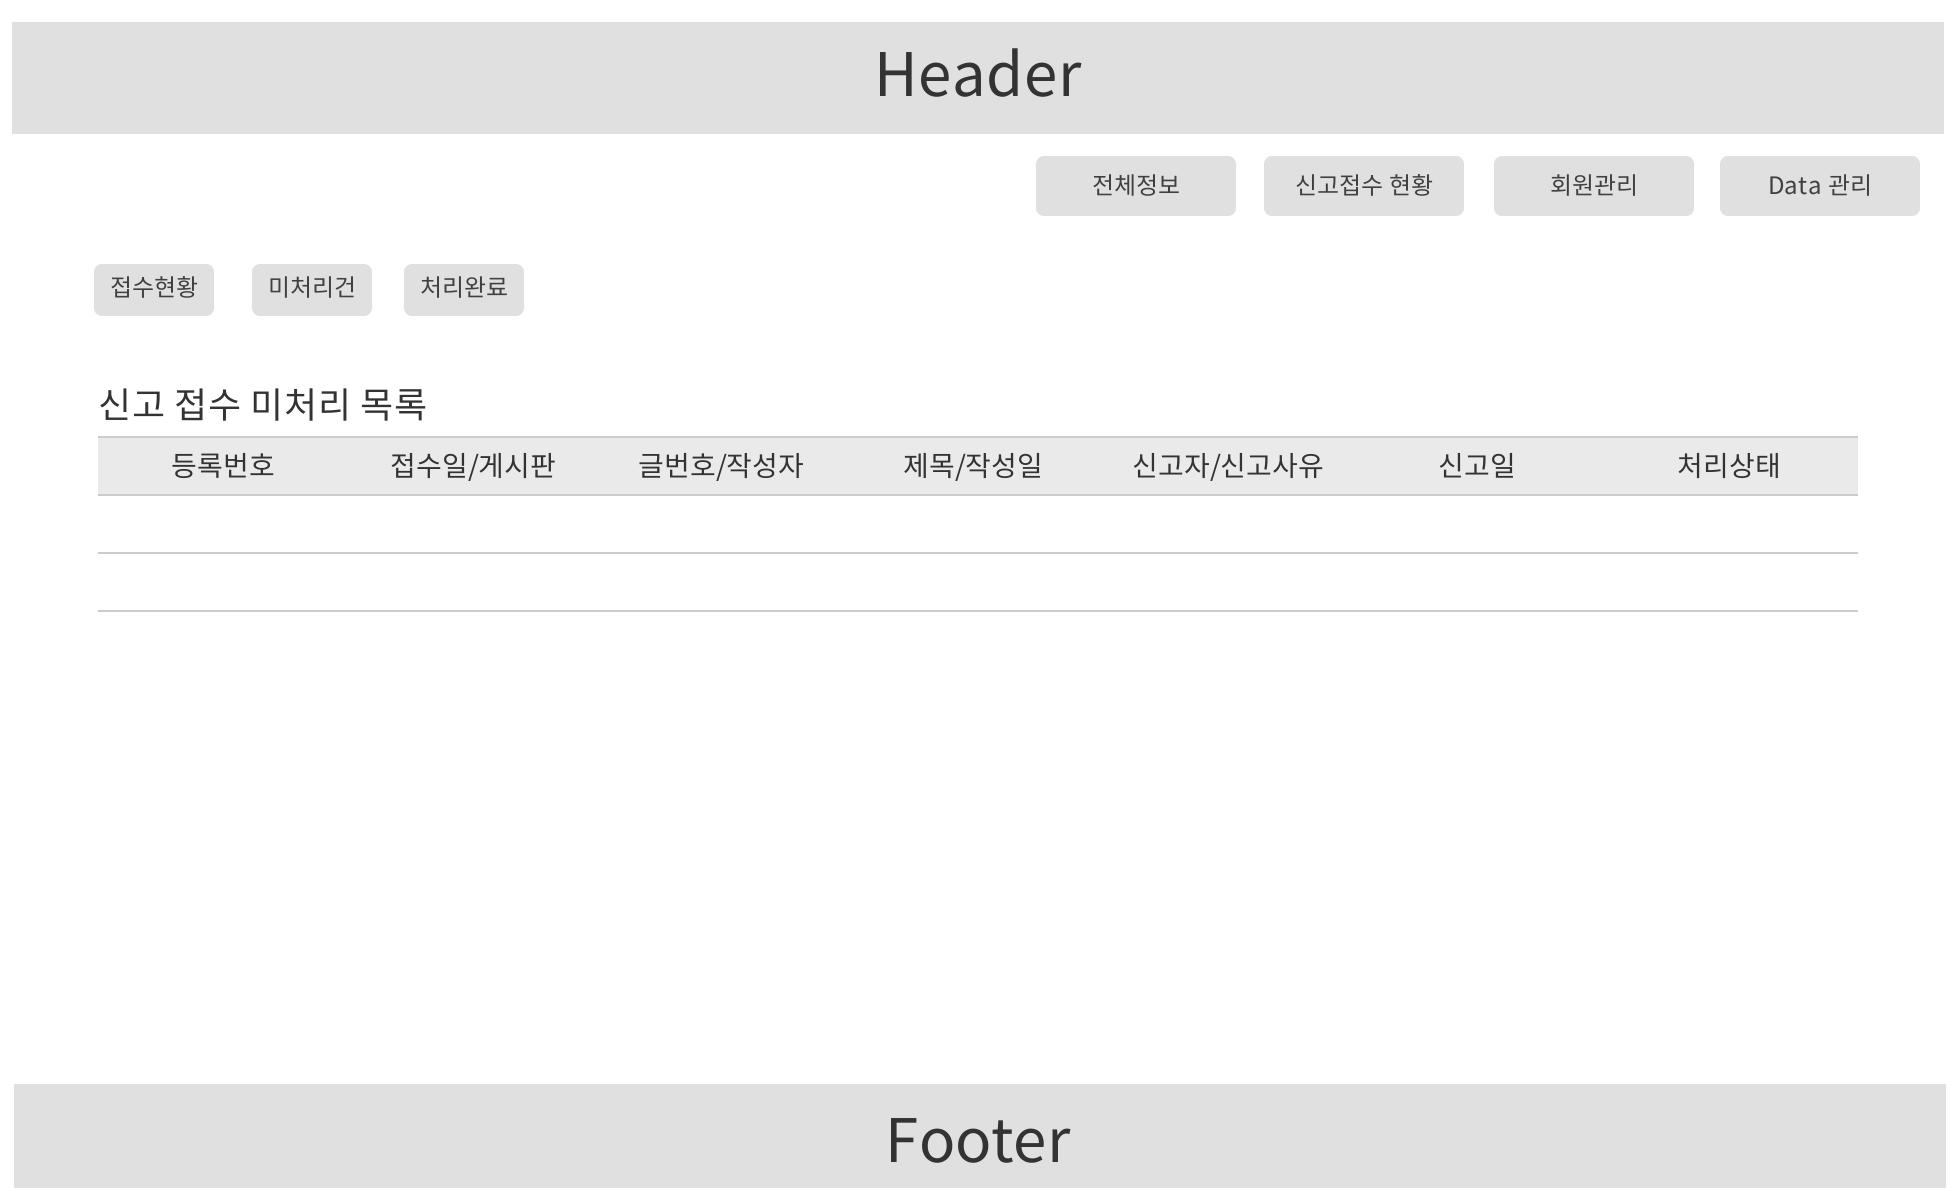 Header
전체정보 신고접수 현황 회원관리 Data 관리
접수현황 미처리건 처리완료
신고 접수 미처리 목록
등록번호 접수일/게시판 글번호/작성자 제목/작성일 신고자/신고사유 신고일 처리상태
Footer